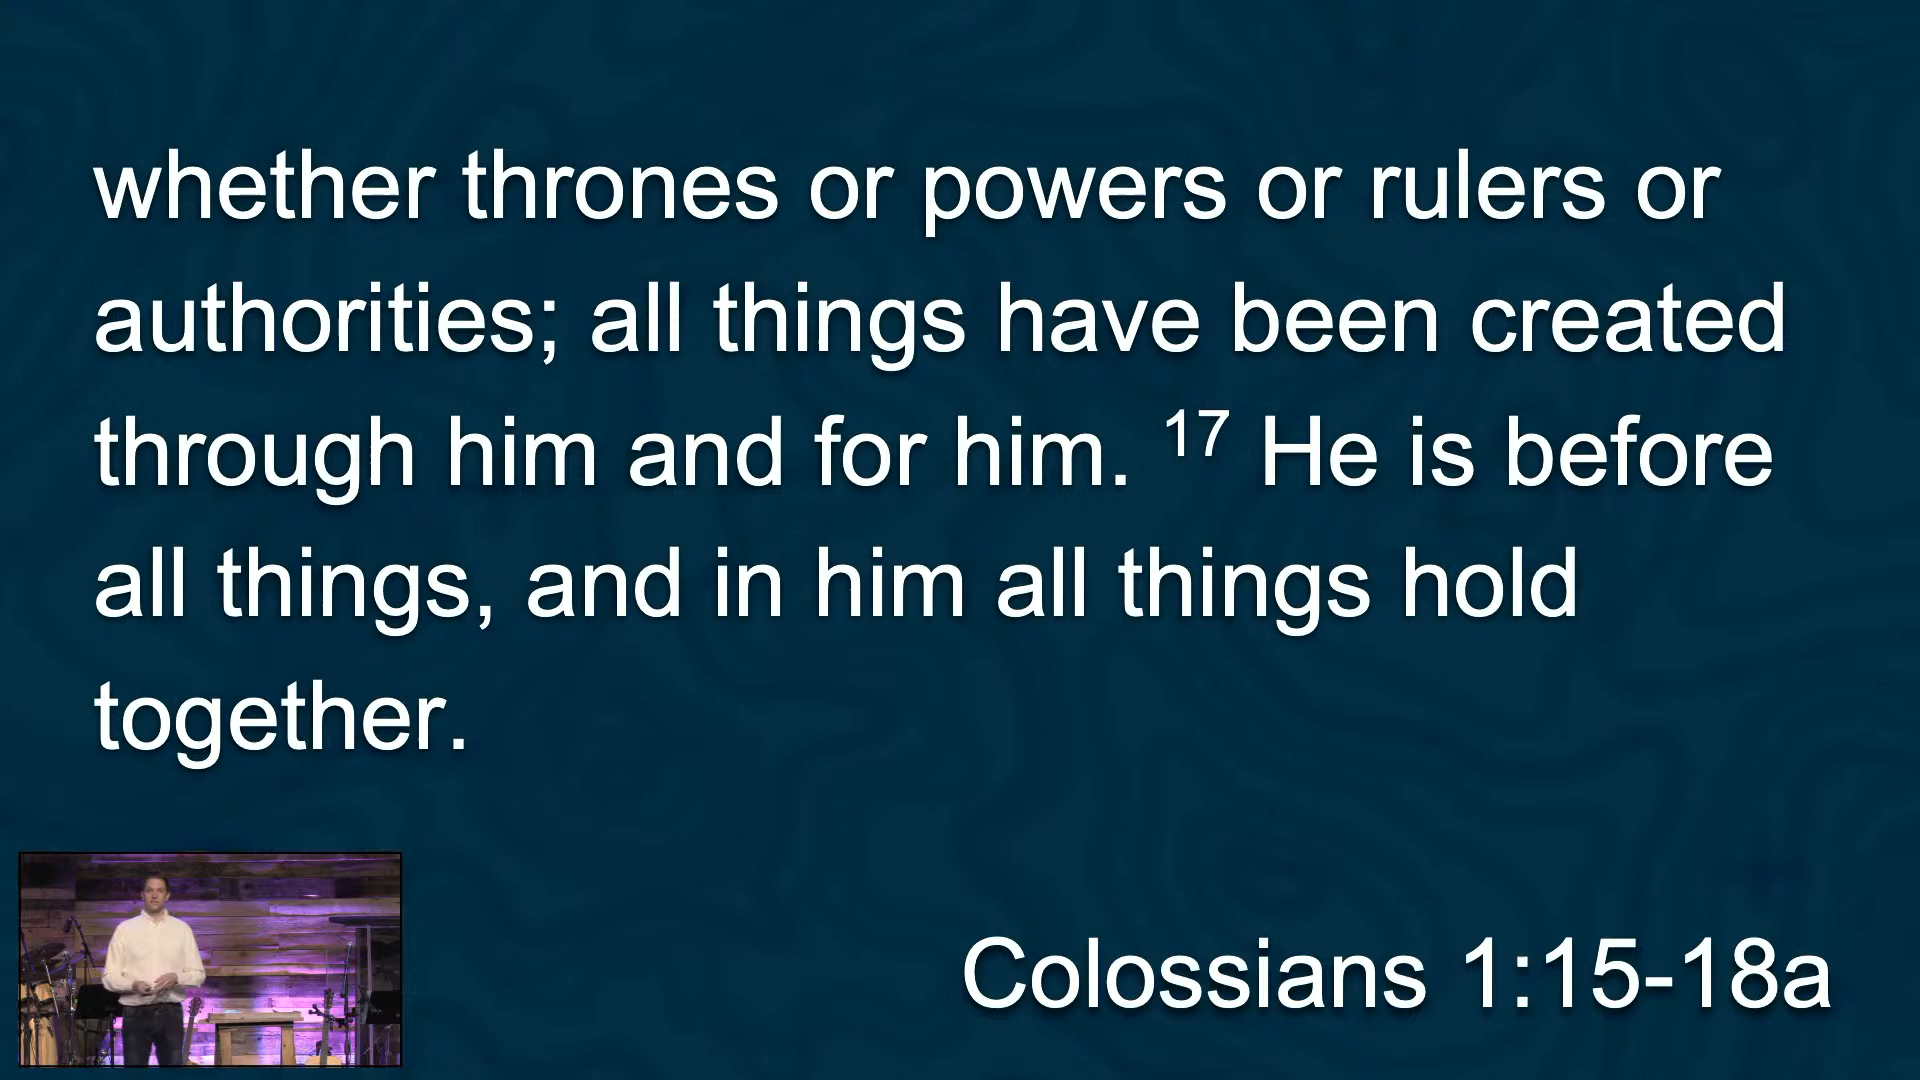 whether thrones or powers or rulers or
authorities; all things have been created
through him and for him. 17 He is before
all things, and in him all things hold
together.
Colossians 1:15-18a